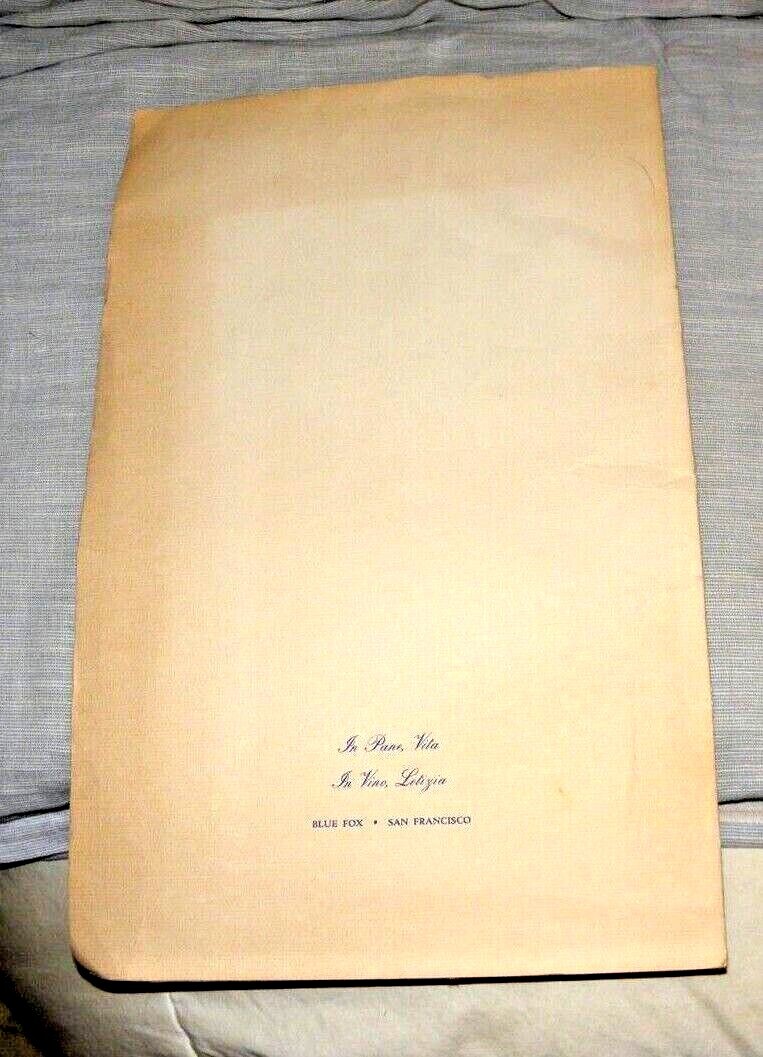 In Pane, Vita
In Vino, Letizia
BLUE FOX • SAN FRANCISCO